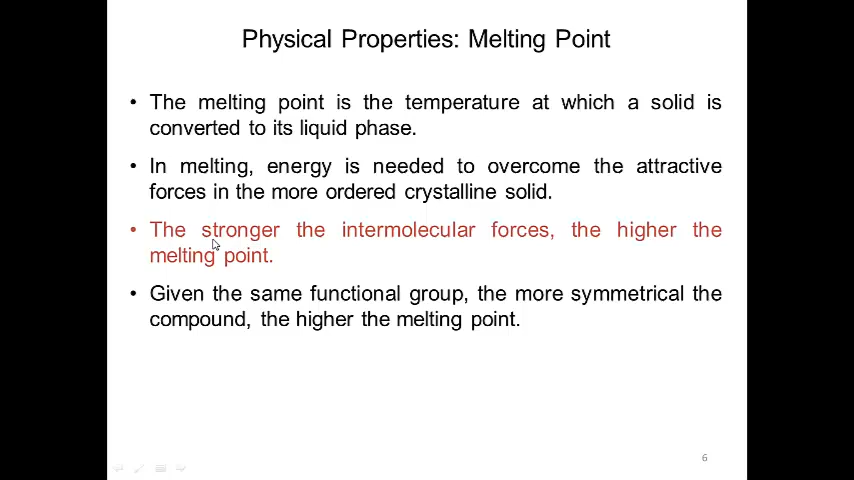 Physical Properties: Melting Point
• The melting point is the temperature at which a solid is
converted to its liquid phase.
• In melting, energy is needed to overcome the attractive
forces in the more ordered crystalline solid.
• The stronger the intermolecular forces, the higher the
melting point.
• Given the same functional group, the more symmetrical the
compound, the higher the melting point.
6